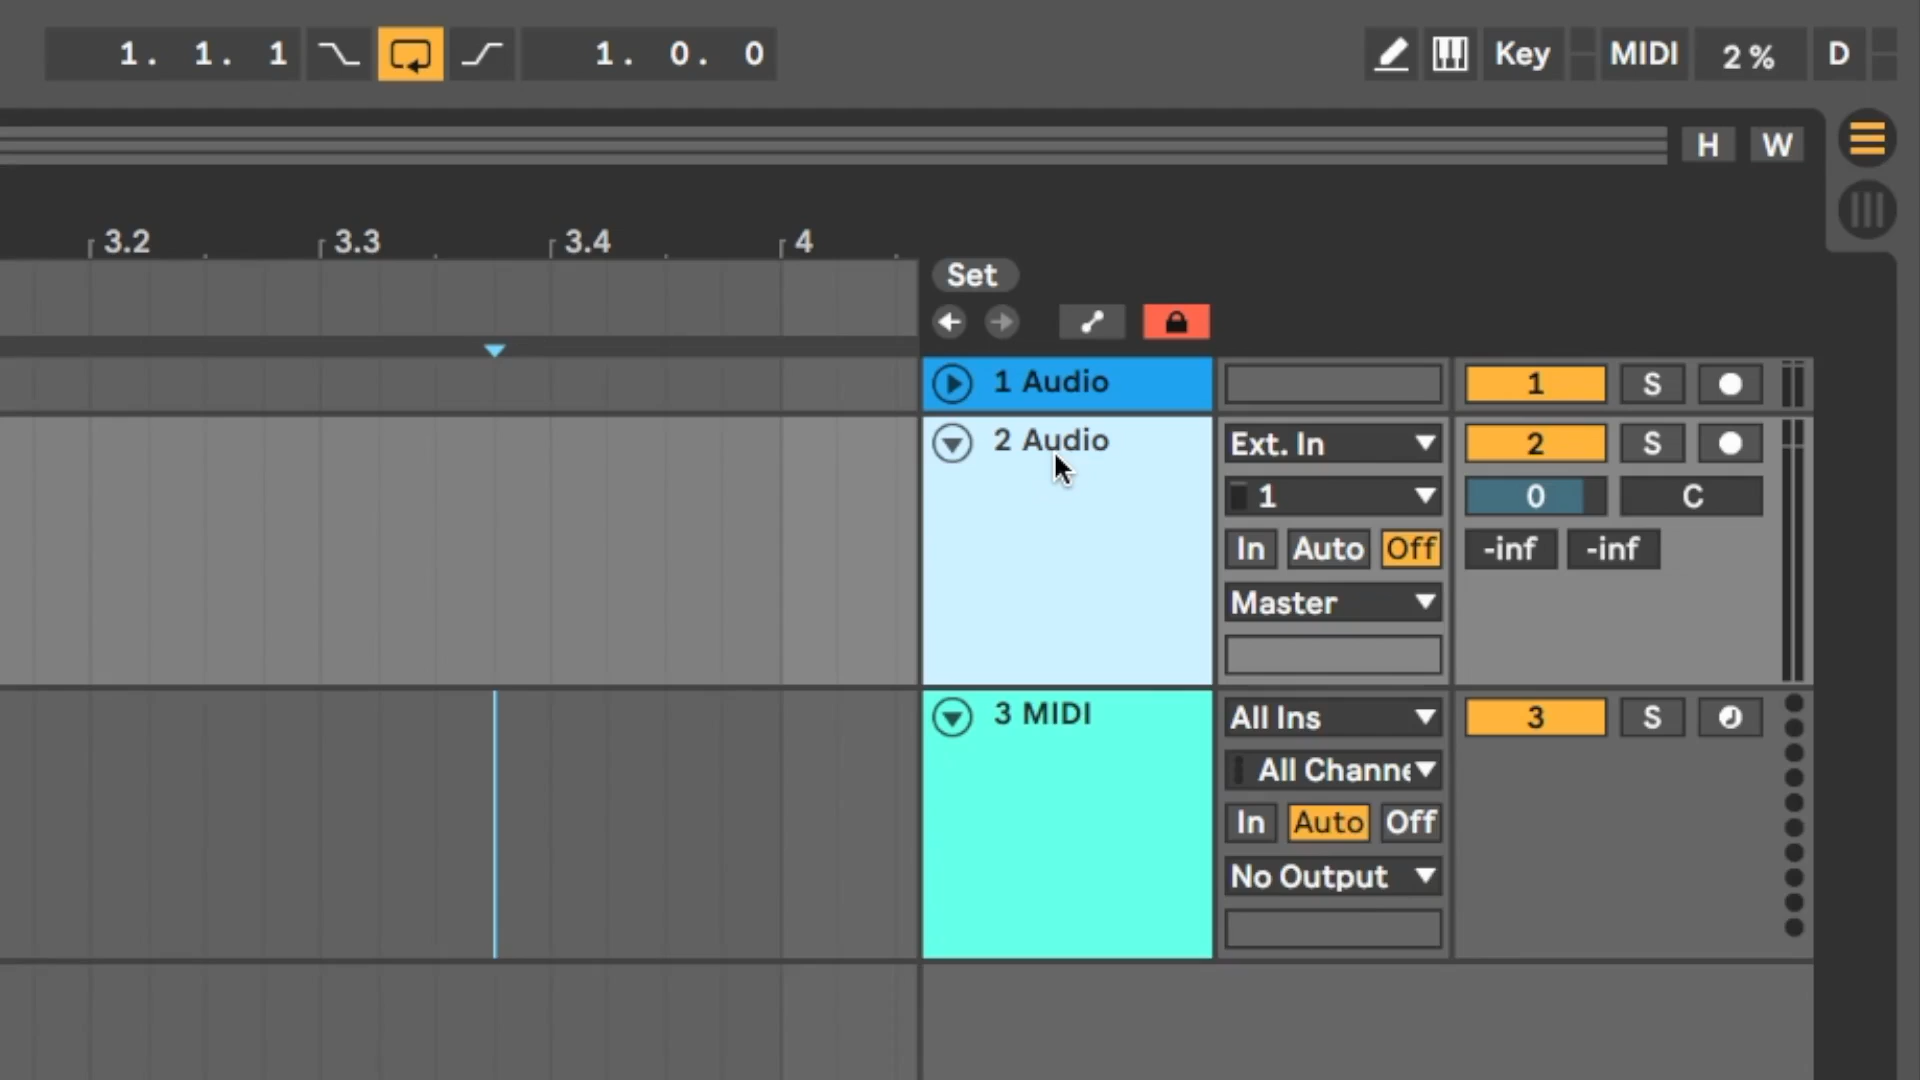 1. 1. 1 1. 0. 0 Key MIDI 2 % D
H W
3.2 3.3 3.4 4
Set
1 Audio 1 S
2 Audio Ext. In 2 S
1 0 C
In Auto Off -inf -inf
Master
3 MIDI All Ins 3 S
All Channe
In Auto Off
No Output